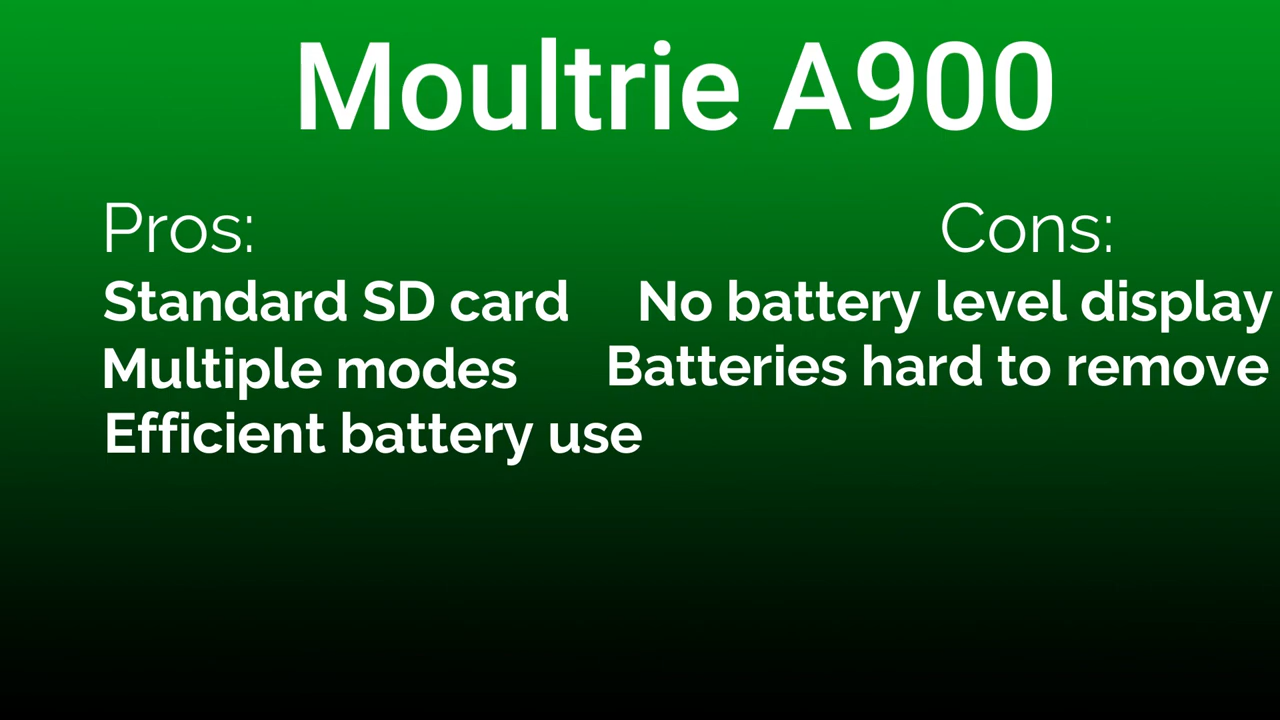 Moultrie A900
Pros:
Standard SD card
Multiple modes
Efficient battery use
Cons:
No battery level display
Batteries hard to remove